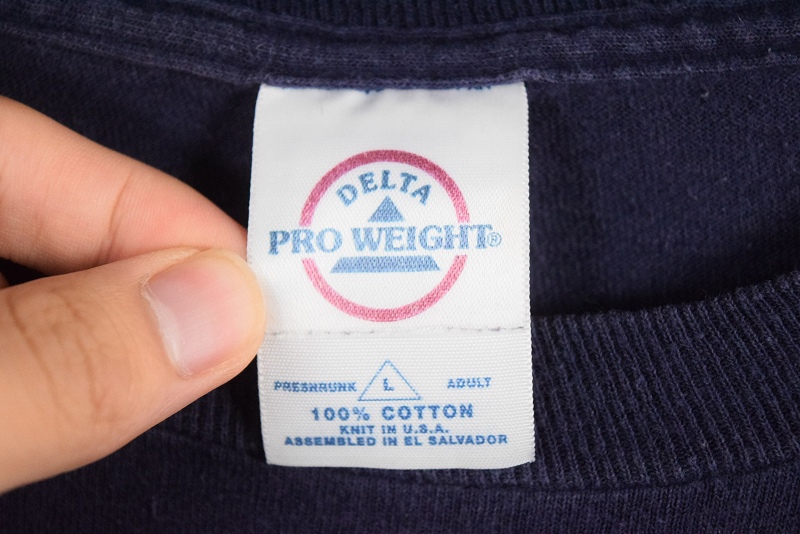 DELTA
PRO WEIGHT®
PRESHRUNK L ADULT
100% COTTON
KNIT IN U.S.A.
ASSEMBLED IN EL SALVADOR